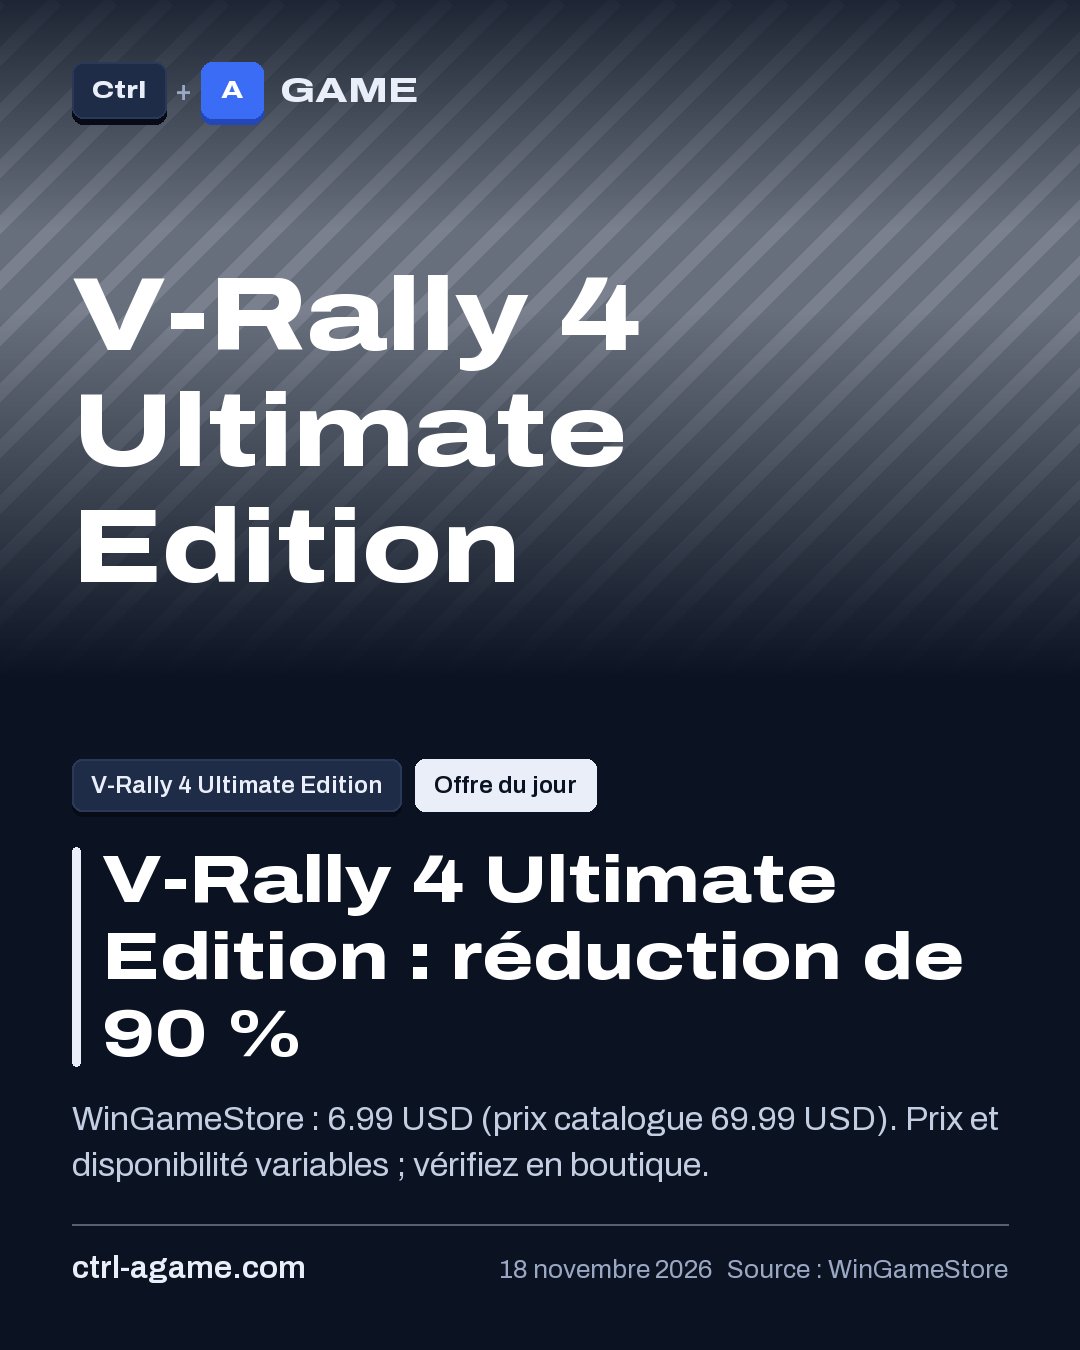 Ctrl + A GAME
V-Rally 4
Ultimate
Edition
V-Rally 4 Ultimate Edition
Offre du jour
V-Rally 4 Ultimate
Edition : réduction de
90 %
WinGameStore : 6.99 USD (prix catalogue 69.99 USD). Prix et
disponibilité variables ; vérifiez en boutique.
ctrl-agame.com
18 novembre 2026 Source : WinGameStore